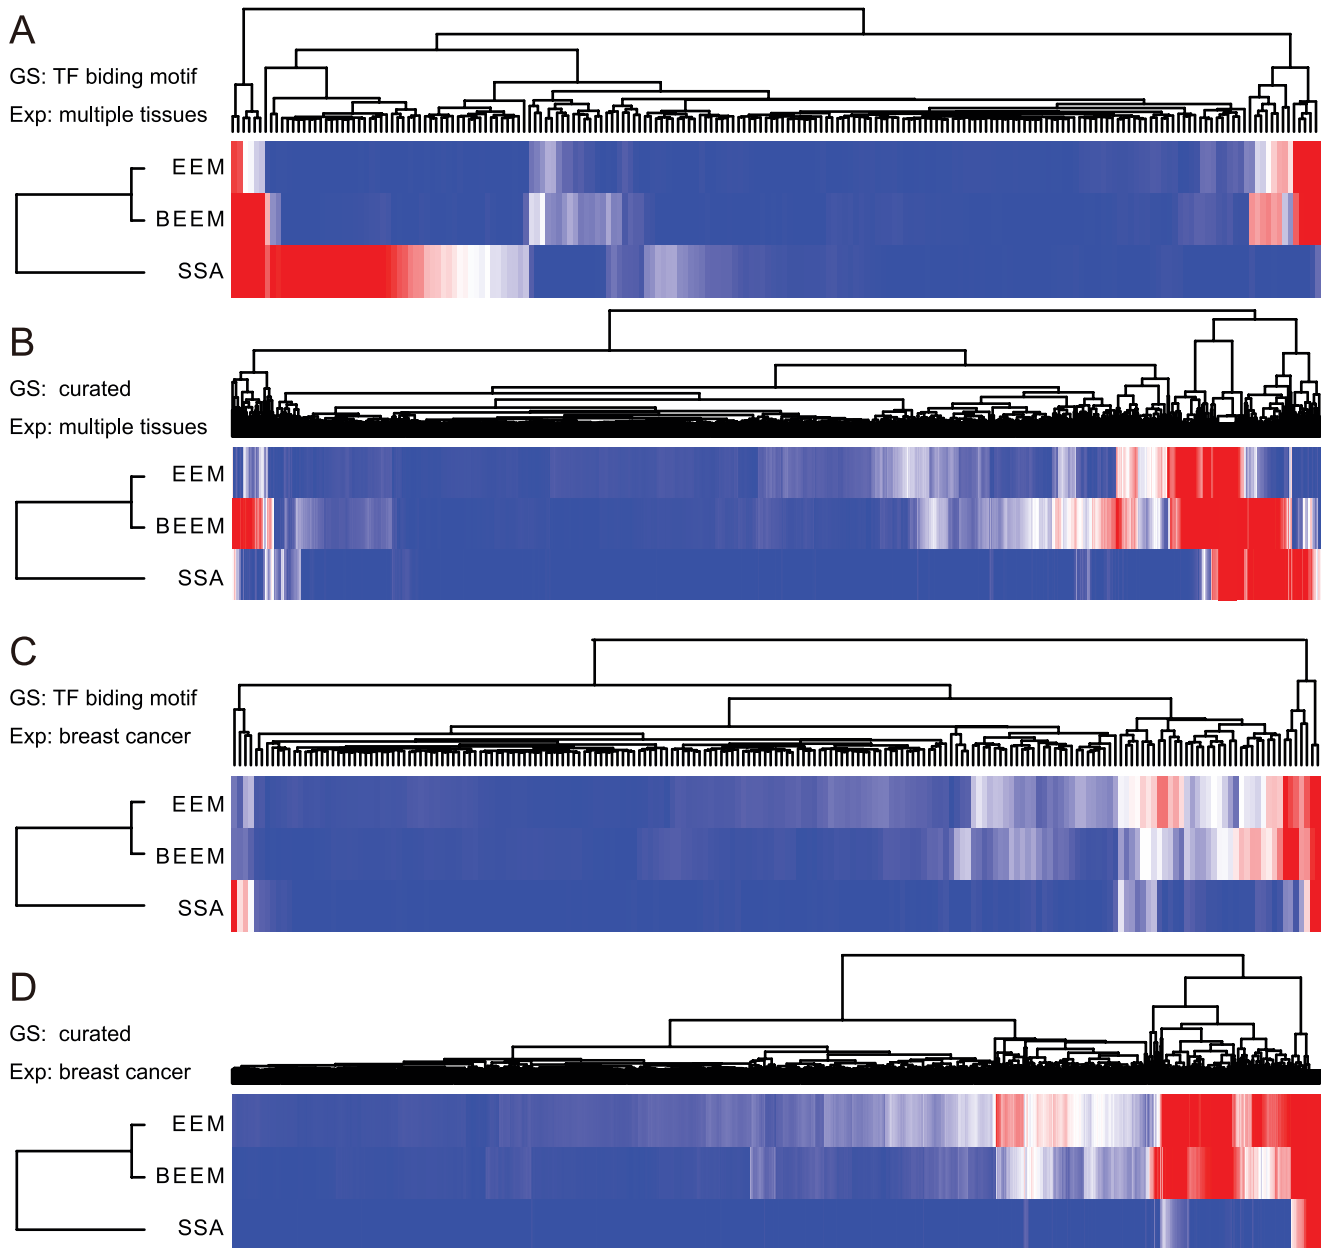 A
GS: TF biding motif
Exp: multiple tissues
EEM
BEEM
SSA
B
GS: curated
Exp: multiple tissues
EEM
BEEM
SSA
C
GS: TF biding motif
Exp: breast cancer
EEM
BEEM
SSA
D
GS: curated
Exp: breast cancer
EEM
BEEM
SSA